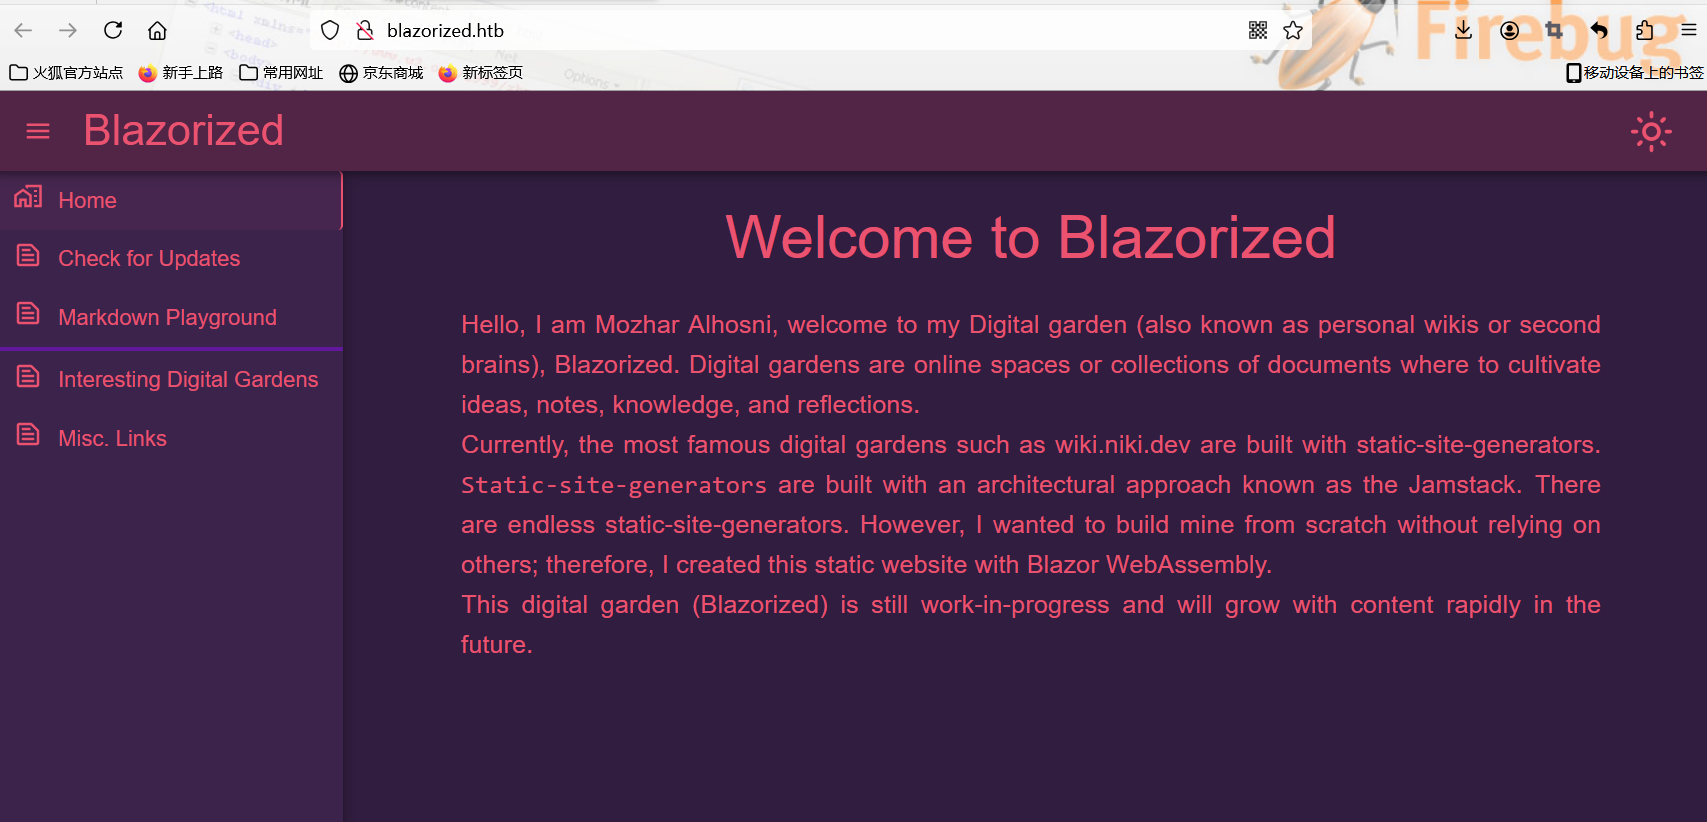 blazorized.htb
Firebug
火狐官方站点 新手上路 常用网址 京东商城 新标签页 移动设备上的书签
Blazorized
Home
Check for Updates
Markdown Playground
Interesting Digital Gardens
Misc. Links
Welcome to Blazorized
Hello, I am Mozhar Alhosni, welcome to my Digital garden (also known as personal wikis or second
brains), Blazorized. Digital gardens are online spaces or collections of documents where to cultivate
ideas, notes, knowledge, and reflections.
Currently, the most famous digital gardens such as wiki.niki.dev are built with static-site-generators.
Static-site-generators are built with an architectural approach known as the Jamstack. There
are endless static-site-generators. However, I wanted to build mine from scratch without relying on
others; therefore, I created this static website with Blazor WebAssembly.
This digital garden (Blazorized) is still work-in-progress and will grow with content rapidly in the
future.